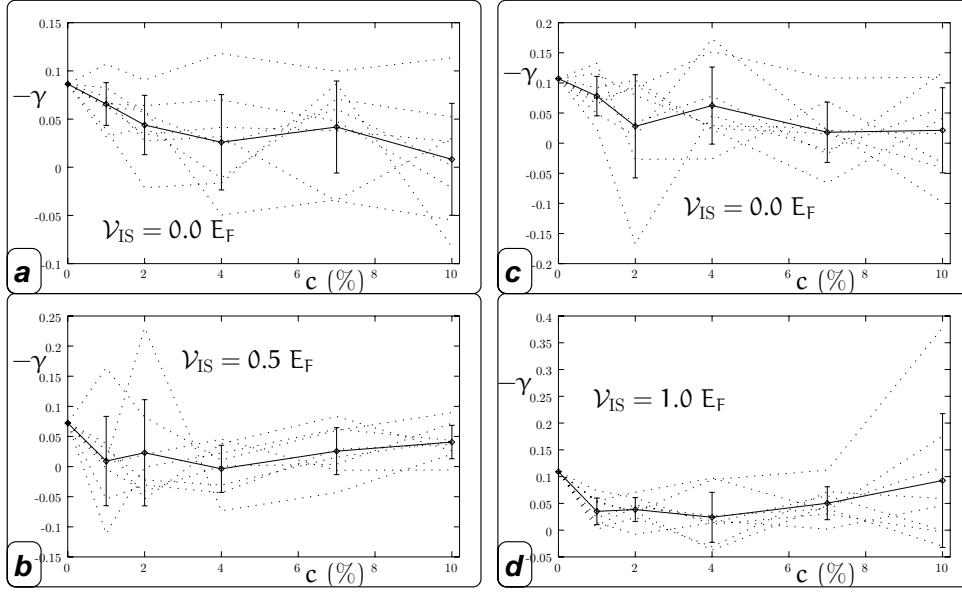 0.15
0.1
−γ
0.05
0
-0.05
-0.1
𝒱IS = 0.0 EF
a
0 2 4 6 8 10
c (%)
0.2
0.15
0.1
−γ
0.05
0
-0.05
-0.1
-0.15
-0.2
𝒱IS = 0.0 EF
c
0 2 4 6 8 10
c (%)
0.25
0.2
−γ
0.15
0.1
0.05
0
-0.05
-0.1
-0.15
𝒱IS = 0.5 EF
b
0 2 4 6 8 10
c (%)
0.4
0.35
0.3
−γ
0.25
0.2
0.15
0.1
0.05
0
-0.05
𝒱IS = 1.0 EF
d
0 2 4 6 8 10
c (%)